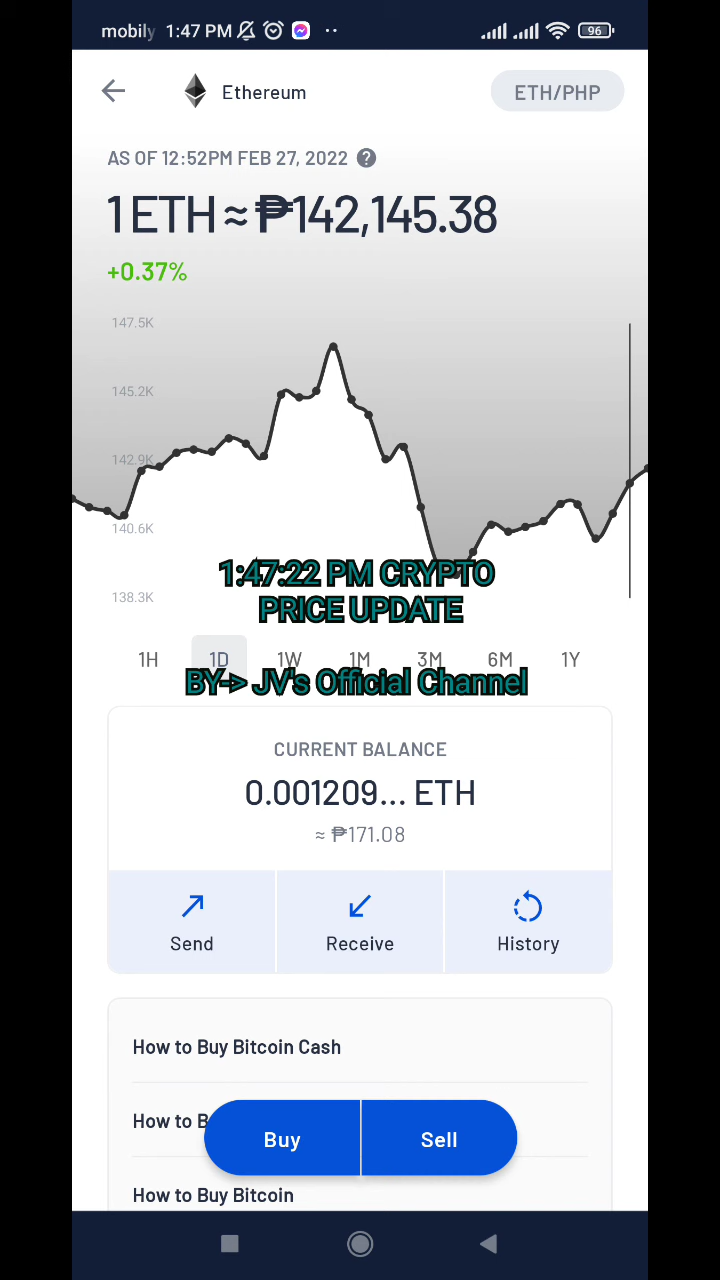 mobily 1:47 PM 96
Ethereum ETH/PHP
AS OF 12:52PM FEB 27, 2022 ?
1 ETH ≈ ₱142,145.38
+0.37%
147.5K
145.2K
142.9K
140.6K
138.3K
1:47:22 PM CRYPTO
PRICE UPDATE
1H 1D 1W 1M 3M 6M 1Y
BY-> JV's Official Channel
CURRENT BALANCE
0.001209... ETH
≈ ₱171.08
Send Receive History
How to Buy Bitcoin Cash
How to B
Buy Sell
How to Buy Bitcoin